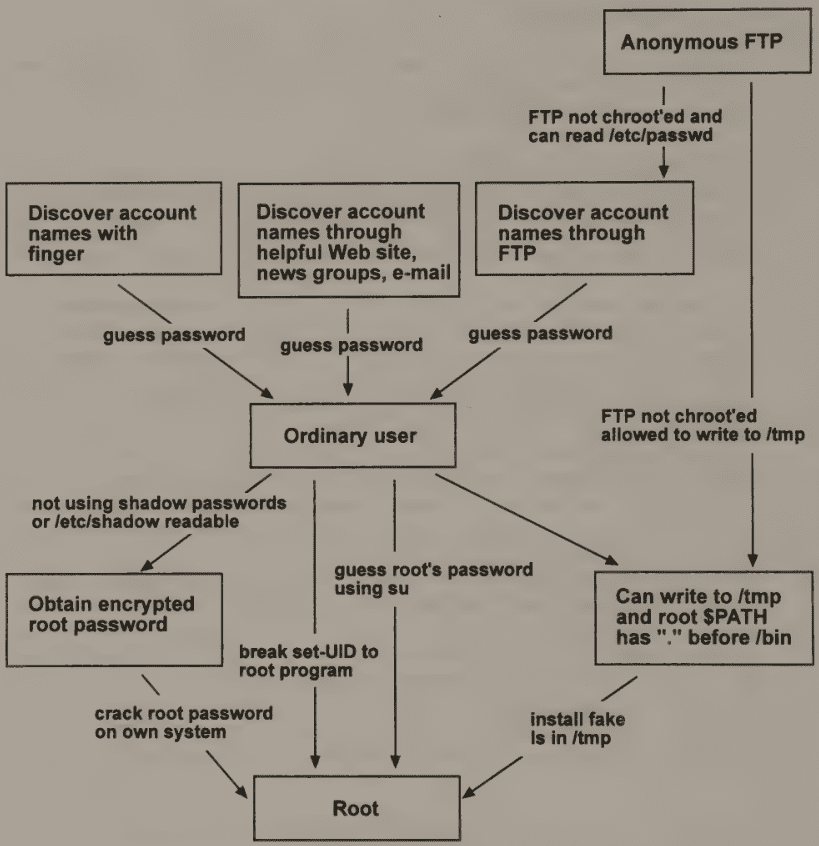 Anonymous FTP
FTP not chroot'ed and
can read /etc/passwd
Discover account
names with
finger
Discover account
names through
helpful Web site,
news groups, e-mail
Discover account
names through
FTP
guess password
guess password
guess password
FTP not chroot'ed
allowed to write to /tmp
Ordinary user
not using shadow passwords
or /etc/shadow readable
guess root's password
using su
Obtain encrypted
root password
Can write to /tmp
and root $PATH
has "." before /bin
break set-UID to
root program
crack root password
on own system
install fake
ls in /tmp
Root